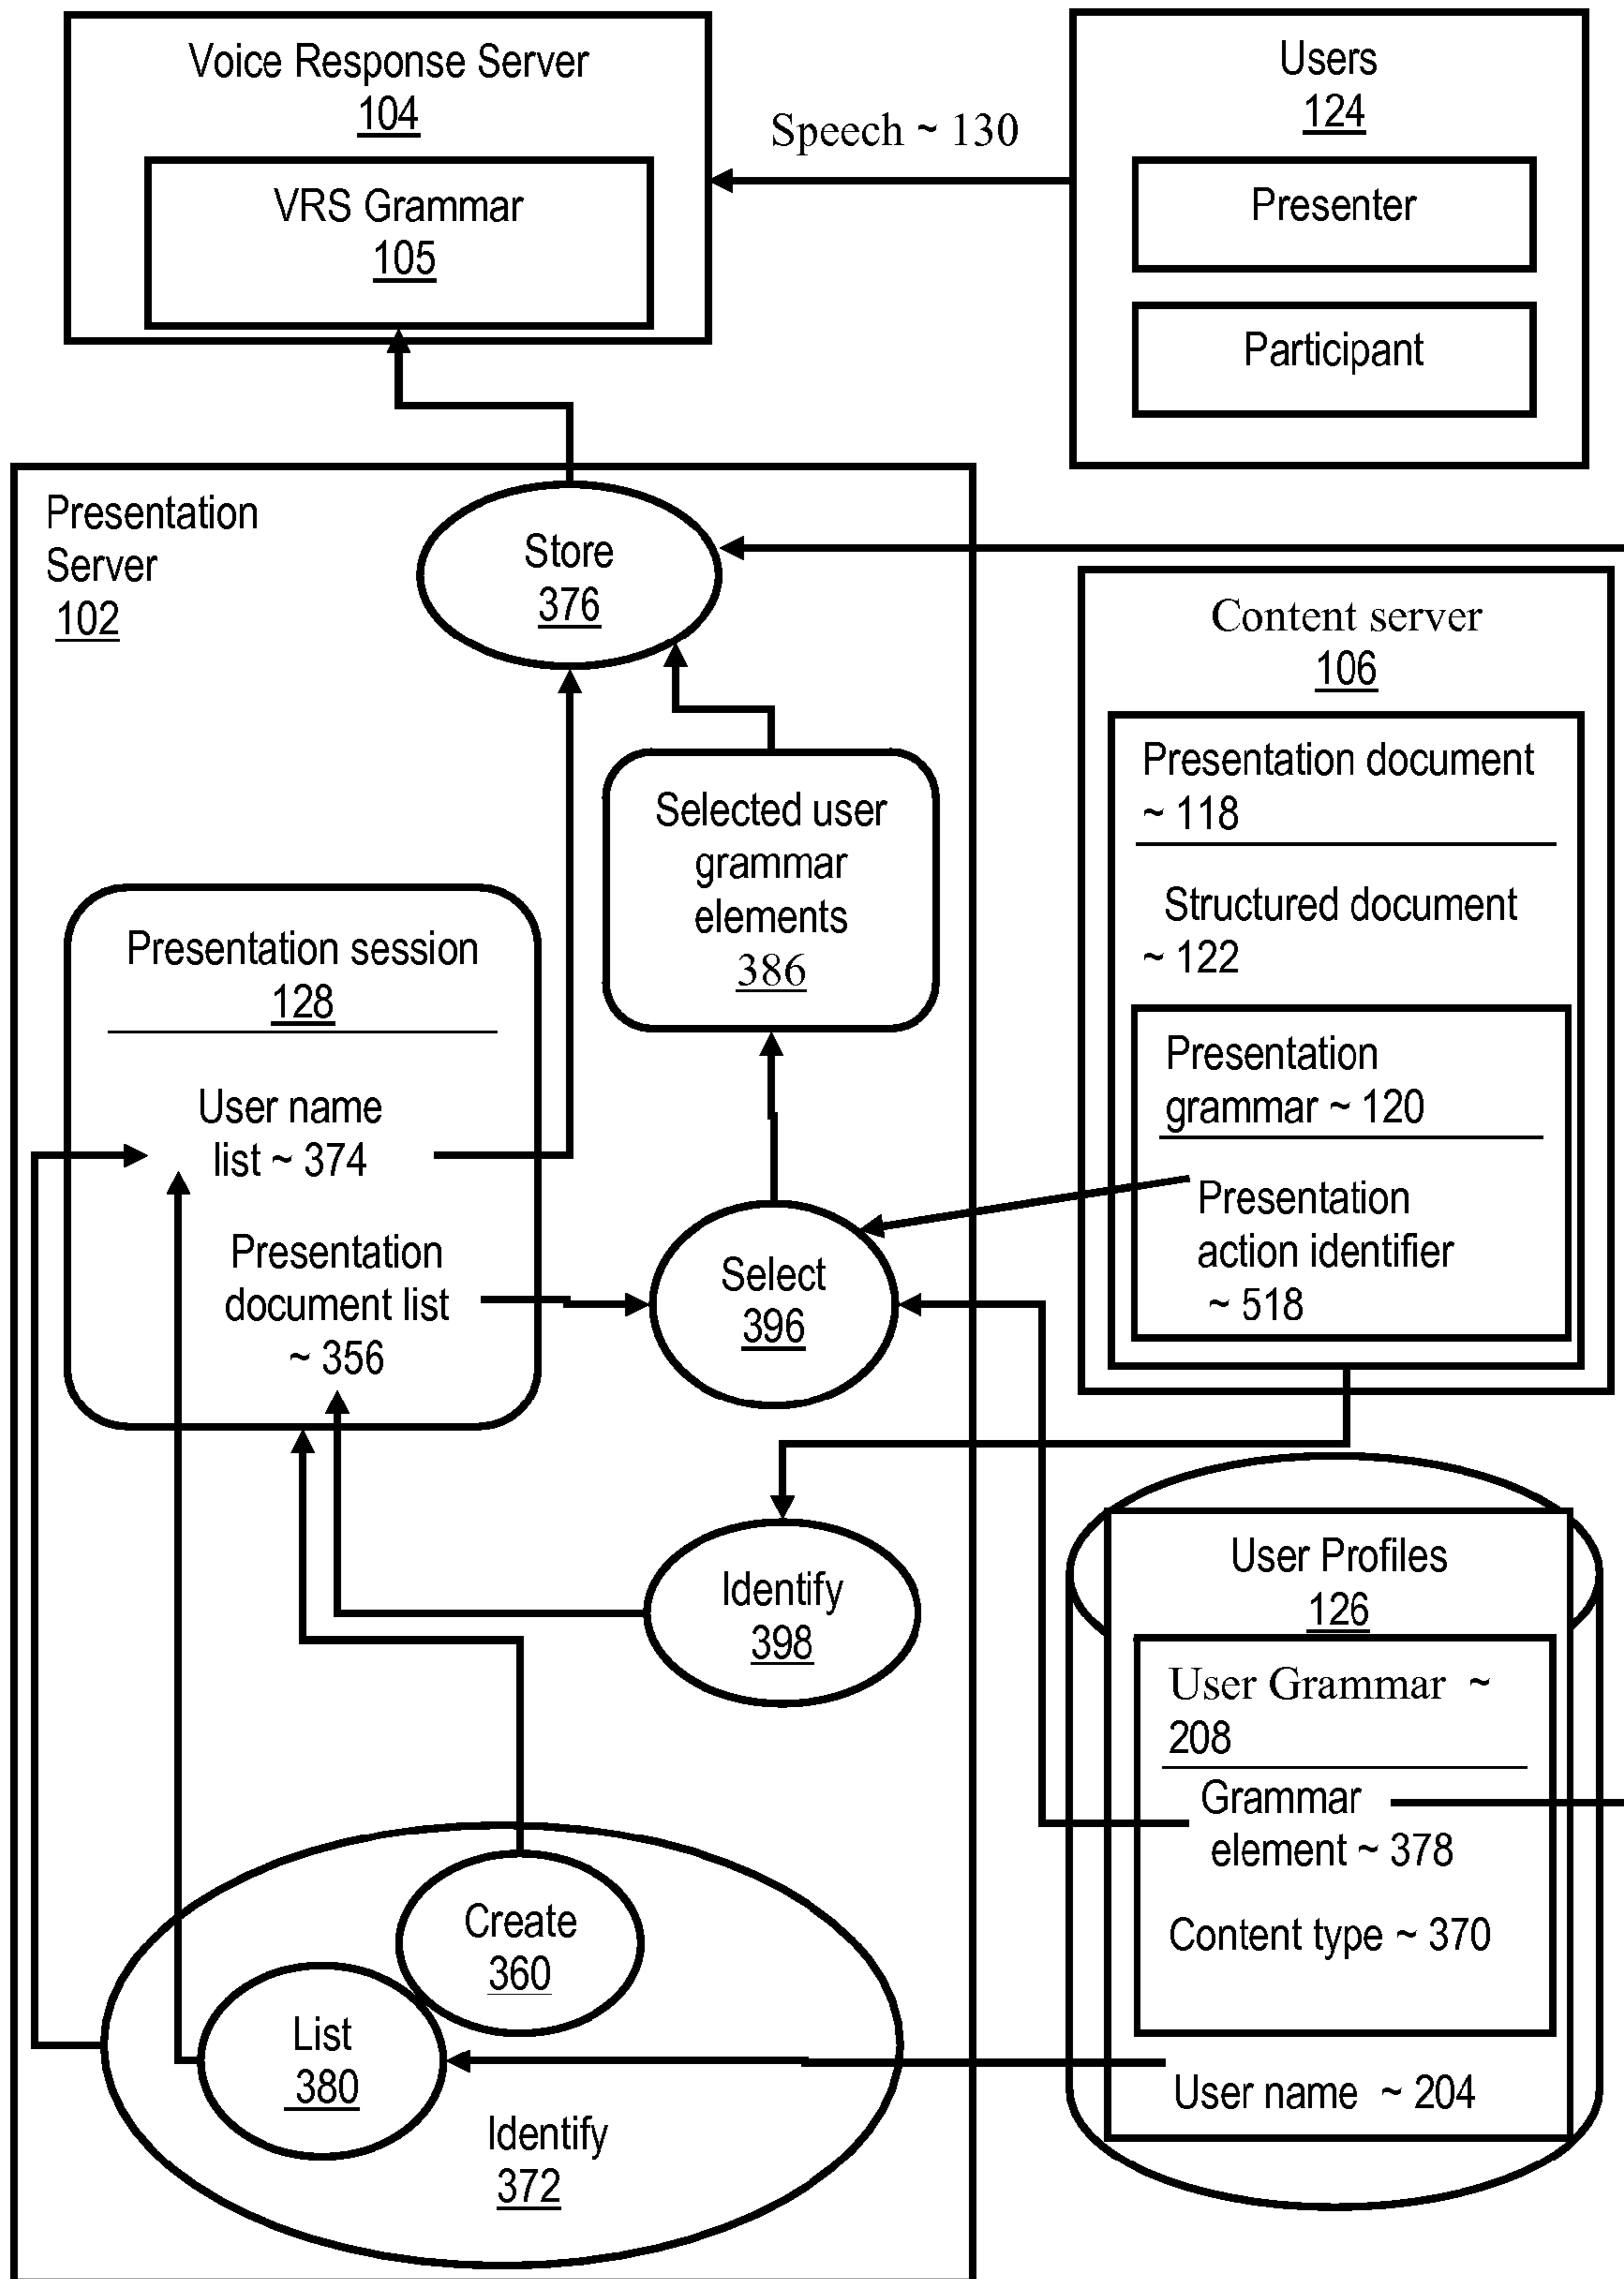 Voice Response Server
104
VRS Grammar
105
Speech ~ 130
Users
124
Presenter
Participant
Presentation
Server
102
Store
376
Selected user
grammar
elements
386
Presentation session
128
User name
list ~ 374
Presentation
document list
~ 356
Select
396
Identify
398
Create
360
List
380
Identify
372
Content server
106
Presentation document
~ 118
Structured document
~ 122
Presentation
grammar ~ 120
Presentation
action identifier
~ 518
User Profiles
126
User Grammar ~
208
Grammar
element ~ 378
Content type ~ 370
User name ~ 204